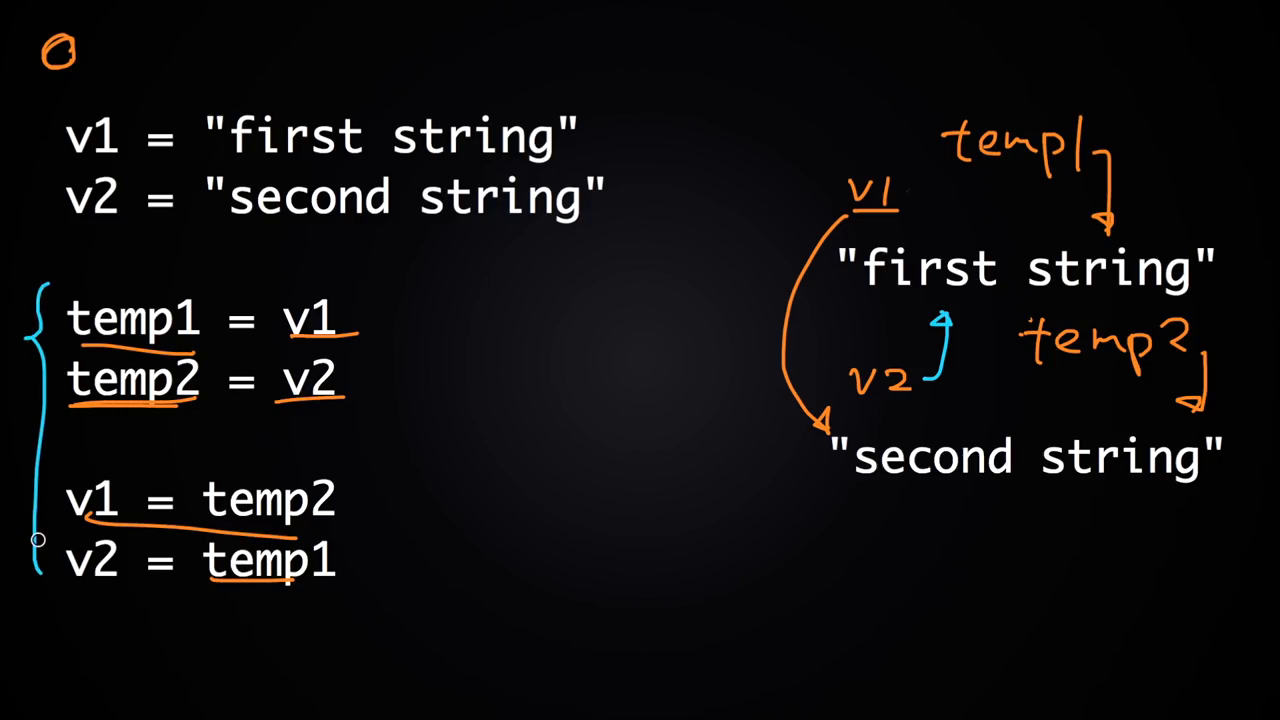 v1 = "first string"
v2 = "second string"
temp1 = v1
temp2 = v2
v1 = temp2
v2 = temp1
temp1
v1
"first string"
temp2
v2
"second string"